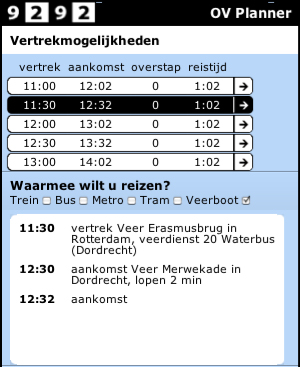 9292 OV Planner
Vertrekmogelijkheden
vertrek aankomst overstap reistijd
11:00 12:02 0 1:02
11:30 12:32 0 1:02
12:00 13:02 0 1:02
12:30 13:32 0 1:02
13:00 14:02 0 1:02
Waarmee wilt u reizen?
Trein Bus Metro Tram Veerboot
11:30 vertrek Veer Erasmusbrug in
Rotterdam, veerdienst 20 Waterbus
(Dordrecht)
12:30 aankomst Veer Merwekade in
Dordrecht, lopen 2 min
12:32 aankomst